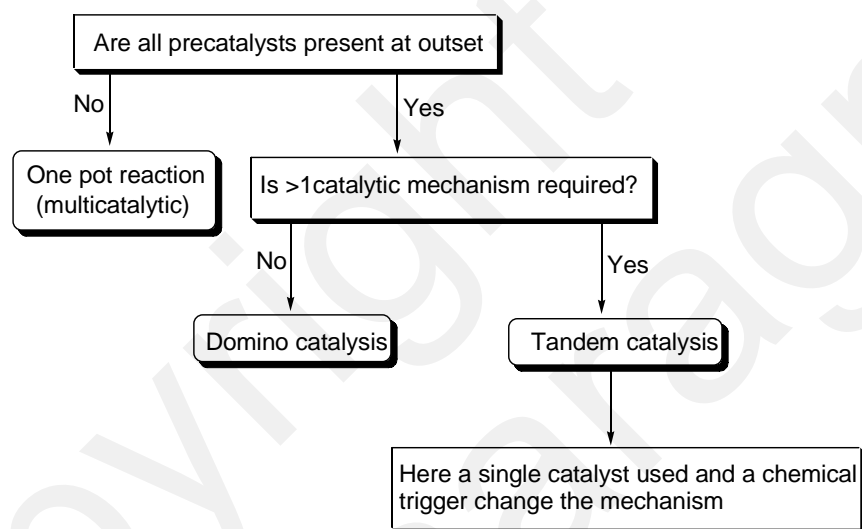 Are all precatalysts present at outset
No
Yes
One pot reaction
(multicatalytic)
Is >1catalytic mechanism required?
No
Yes
Domino catalysis
Tandem catalysis
Here a single catalyst used and a chemical
trigger change the mechanism